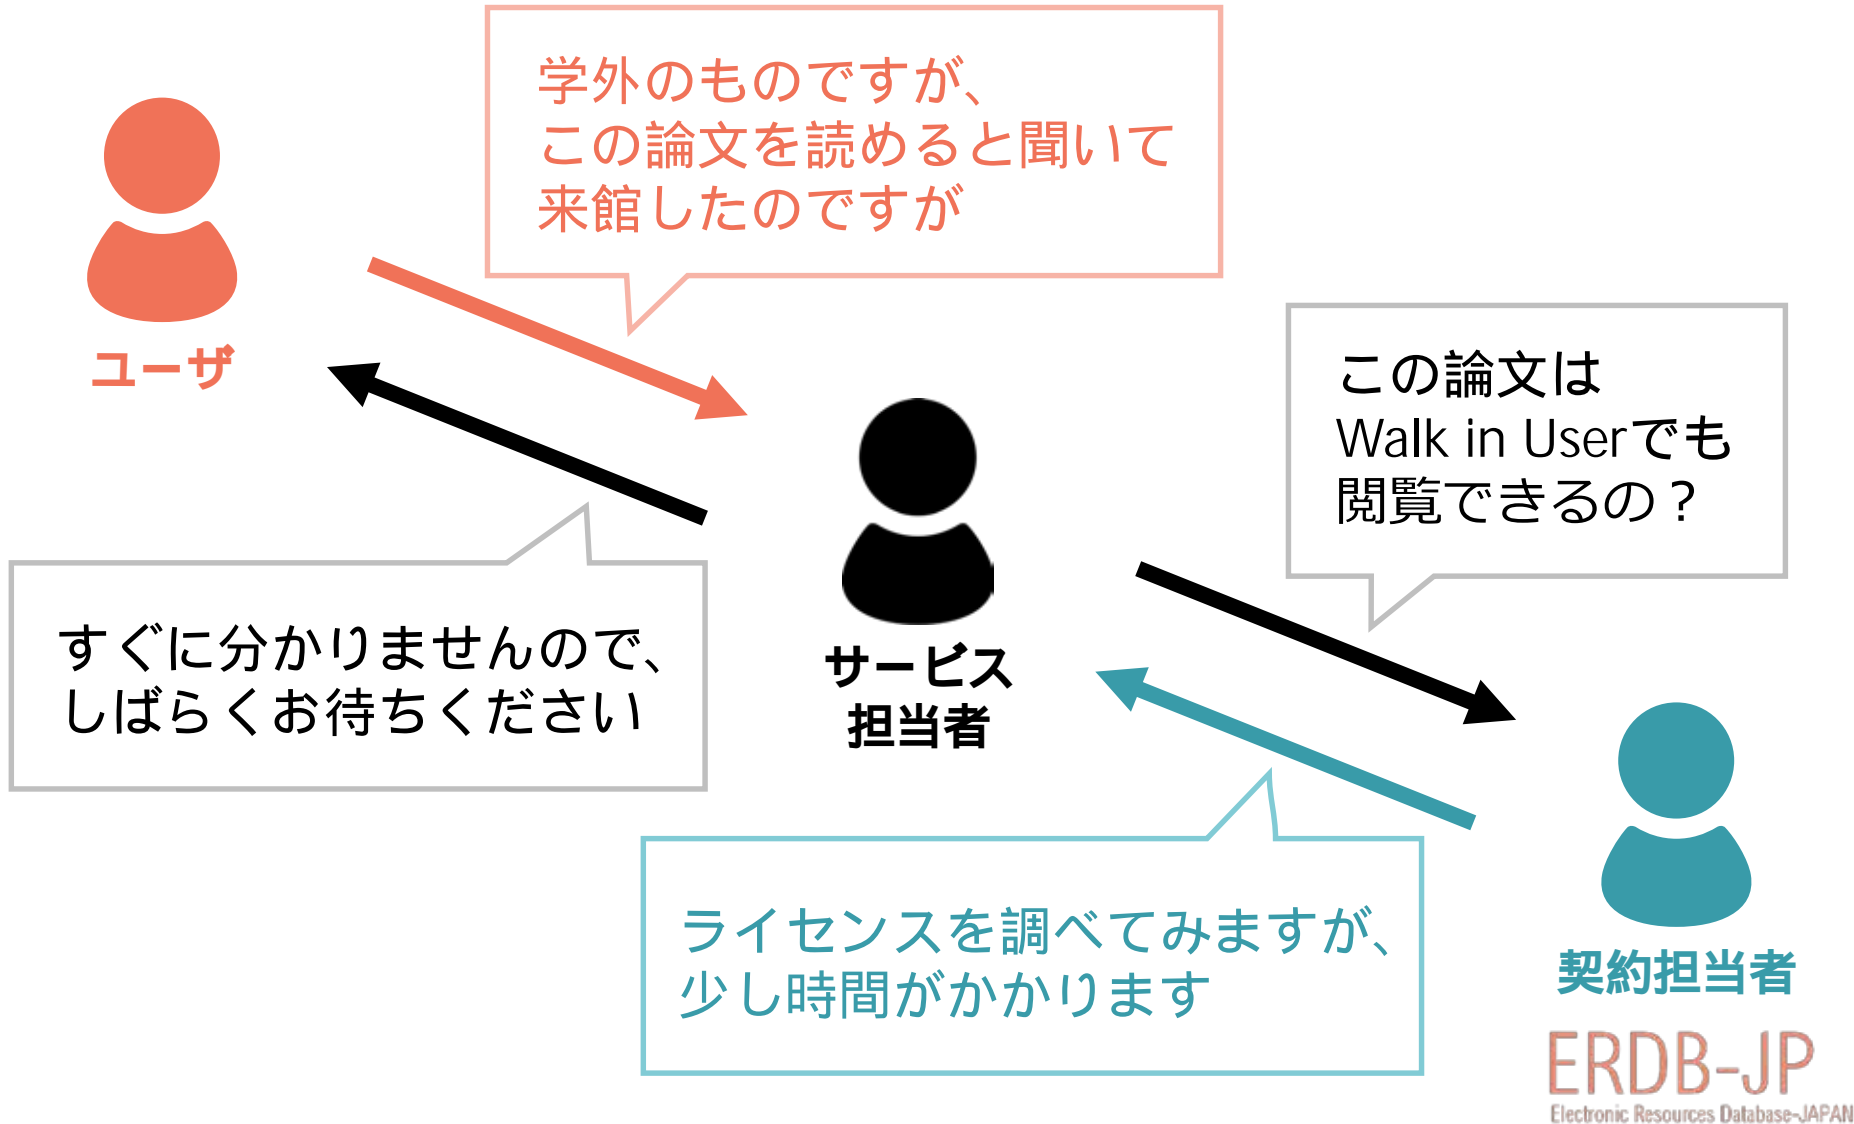 学外のものですが、
この論文を読めると聞いて
来館したのですが
ユーザ
この論文は
Walk in Userでも
閲覧できるの？
すぐに分かりませんので、
しばらくお待ちください
サービス
担当者
ライセンスを調べてみますが、
少し時間がかかります
契約担当者
ERDB-JP
Electronic Resources Database-JAPAN